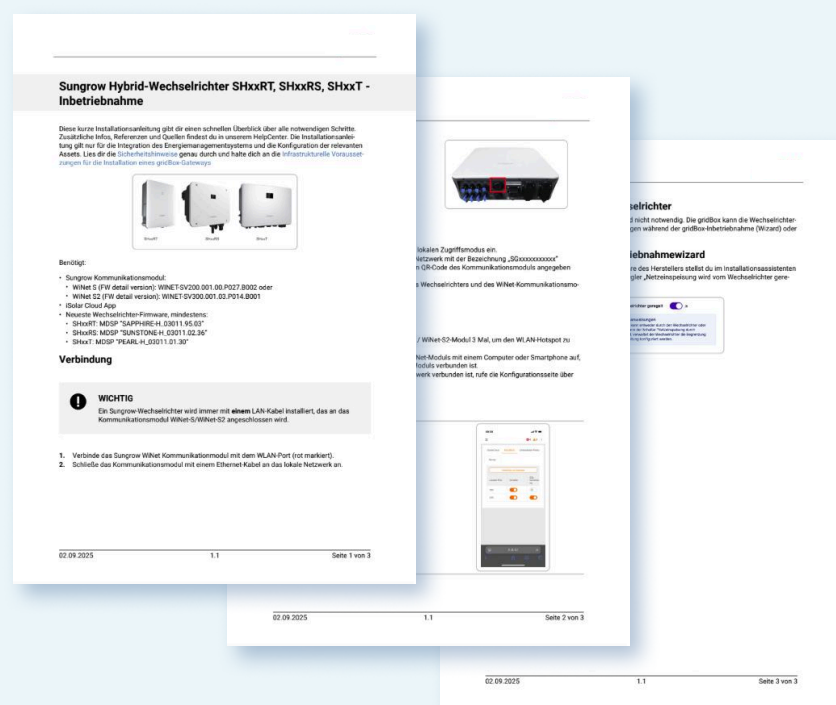 Sungrow Hybrid-Wechselrichter SHxxRT, SHxxRS, SHxxT -
Inbetriebnahme
Diese kurze Installationsanleitung gibt dir einen schnellen Überblick über alle notwendigen Schritte.
Zusätzliche Infos, Referenzen und Quellen findest du in unserem HelpCenter. Die Installationsanlei-
tung gilt nur für die Integration des Energiemanagementsystems und die Konfiguration der relevanten
Assets. Lies dir die Sicherheitshinweise genau durch und halte dich an die Infrastrukturelle Vorausset-
zungen für die Installation eines gridBox-Gateways
SHxxRT SHxxRS SHxxT
Benötigt:
• Sungrow Kommunikationsmodul:
• WiNet S (FW detail version): WINET-SV200.001.00.P027.B002 oder
• WiNet S2 (FW detail version): WINET-SV300.001.03.P014.B001
• iSolar Cloud App
• Neueste Wechselrichter-Firmware, mindestens:
• SHxxRT: MDSP "SAPPHIRE-H_03011.95.03"
• SHxxRS: MDSP "SUNSTONE-H_03011.02.36"
• SHxxT: MDSP "PEARL-H_03011.01.30"
Verbindung
WICHTIG
Ein Sungrow-Wechselrichter wird immer mit einem LAN-Kabel installiert, das an das
Kommunikationsmodul WiNet-S/WiNet-S2 angeschlossen wird.
1. Verbinde das Sungrow WiNet Kommunikationmodul mit dem WLAN-Port (rot markiert).
2. Schließe das Kommunikationsmodul mit einem Ethernet-Kabel an das lokale Netzwerk an.
02.09.2025 1.1 Seite 1 von 3
lokalen Zugriffsmodus ein.
Netzwerk mit der Bezeichnung „SGxxxxxxxxxx"
n QR-Code des Kommunikationsmoduls angegeben
s Wechselrichters und des WiNet-Kommunikationsmo-
/ WiNet-S2-Modul 3 Mal, um den WLAN-Hotspot zu
Net-Moduls mit einem Computer oder Smartphone auf,
Moduls verbunden ist.
werk verbunden ist, rufe die Konfigurationsseite über
02.09.2025 1.1 Seite 2 von 3
selrichter
d nicht notwendig. Die gridBox kann die Wechselrichter-
gen während der gridBox-Inbetriebnahme (Wizard) oder
iebnahmewizard
re des Herstellers stellst du im Installationsassistenten
gler „Netzeinspeisung wird vom Wechselrichter gere-
02.09.2025 1.1 Seite 3 von 3